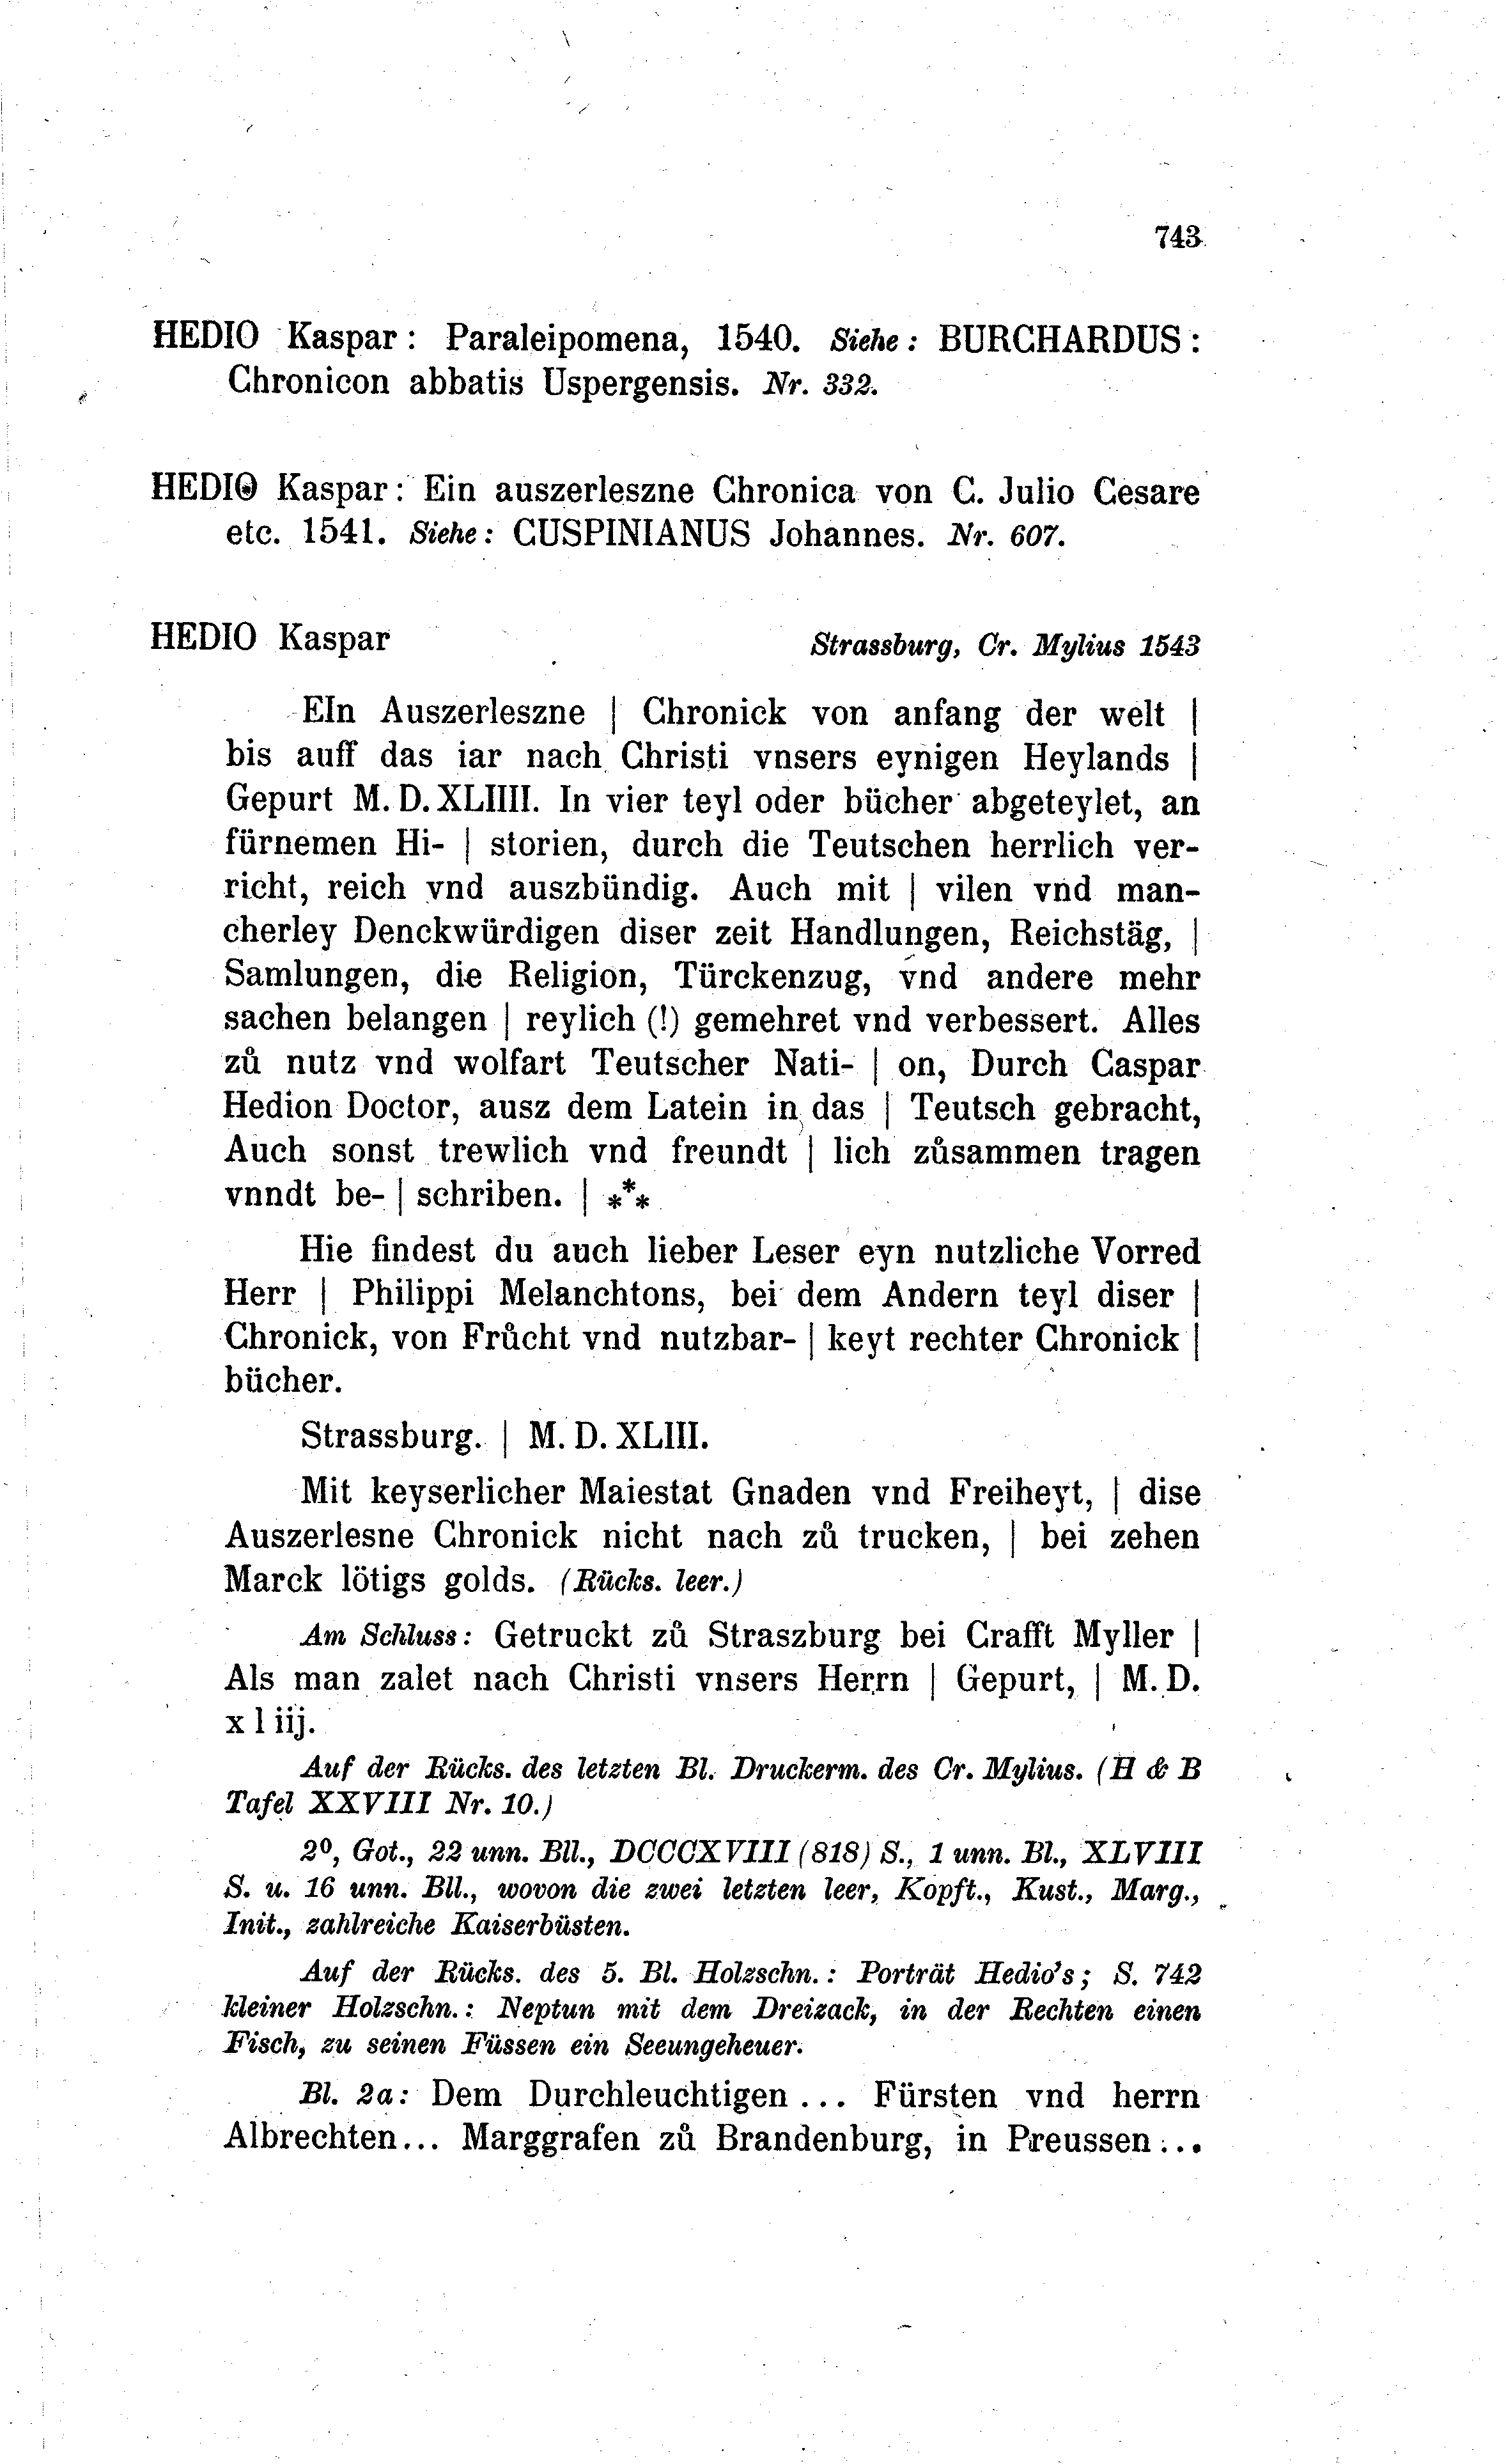 743
HEDIO Kaspar: Paraleipomena, 1540. Siehe: BURCHARDUS:
Chronicon abbatis Uspergensis. Nr. 332.
HEDIO Kaspar: Ein auszerleszne Chronica von C. Julio Cesare
etc. 1541. Siehe: CUSPINIANUS Johannes. Nr. 607.
HEDIO Kaspar Strassburg, Cr. Mylius 1543
EIn Auszerleszne | Chronick von anfang der welt |
bis auff das iar nach Christi vnsers eynigen Heylands |
Gepurt M. D. XLIIII. In vier teyl oder bücher abgeteylet, an
fürnemen Hi- | storien, durch die Teutschen herrlich ver-
richt, reich vnd auszbündig. Auch mit | vilen vnd man-
cherley Denckwürdigen diser zeit Handlungen, Reichstäg, |
Samlungen, die Religion, Türckenzug, vnd andere mehr
sachen belangen | reylich (!) gemehret vnd verbessert. Alles
zů nutz vnd wolfart Teutscher Nati- | on, Durch Caspar
Hedion Doctor, ausz dem Latein in das | Teutsch gebracht,
Auch sonst trewlich vnd freundt | lich zůsammen tragen
vnndt be- | schriben. | ⁂
Hie findest du auch lieber Leser eyn nutzliche Vorred
Herr | Philippi Melanchtons, bei dem Andern teyl diser |
Chronick, von Frůcht vnd nutzbar- | keyt rechter Chronick |
bücher.
Strassburg. | M. D. XLIII.
Mit keyserlicher Maiestat Gnaden vnd Freiheyt, | dise
Auszerlesne Chronick nicht nach zů trucken, | bei zehen
Marck lötigs golds. (Rücks. leer.)
Am Schluss: Getruckt zů Straszburg bei Crafft Myller |
Als man zalet nach Christi vnsers Herrn | Gepurt, | M. D.
x l iij.
Auf der Rücks. des letzten Bl. Druckerm. des Cr. Mylius. (H & B
Tafel XXVIII Nr. 10.)
2⁰, Got., 22 unn. Bll., DCCCXVIII (818) S., 1 unn. Bl., XLVIII
S. u. 16 unn. Bll., wovon die zwei letzten leer, Kopft., Kust., Marg.,
Init., zahlreiche Kaiserbüsten.
Auf der Rücks. des 5. Bl. Holzschn.: Porträt Hedio's; S. 742
kleiner Holzschn.: Neptun mit dem Dreizack, in der Rechten einen
Fisch, zu seinen Füssen ein Seeungeheuer.
Bl. 2a: Dem Durchleuchtigen ... Fürsten vnd herrn
Albrechten... Marggrafen zů Brandenburg, in Preussen...